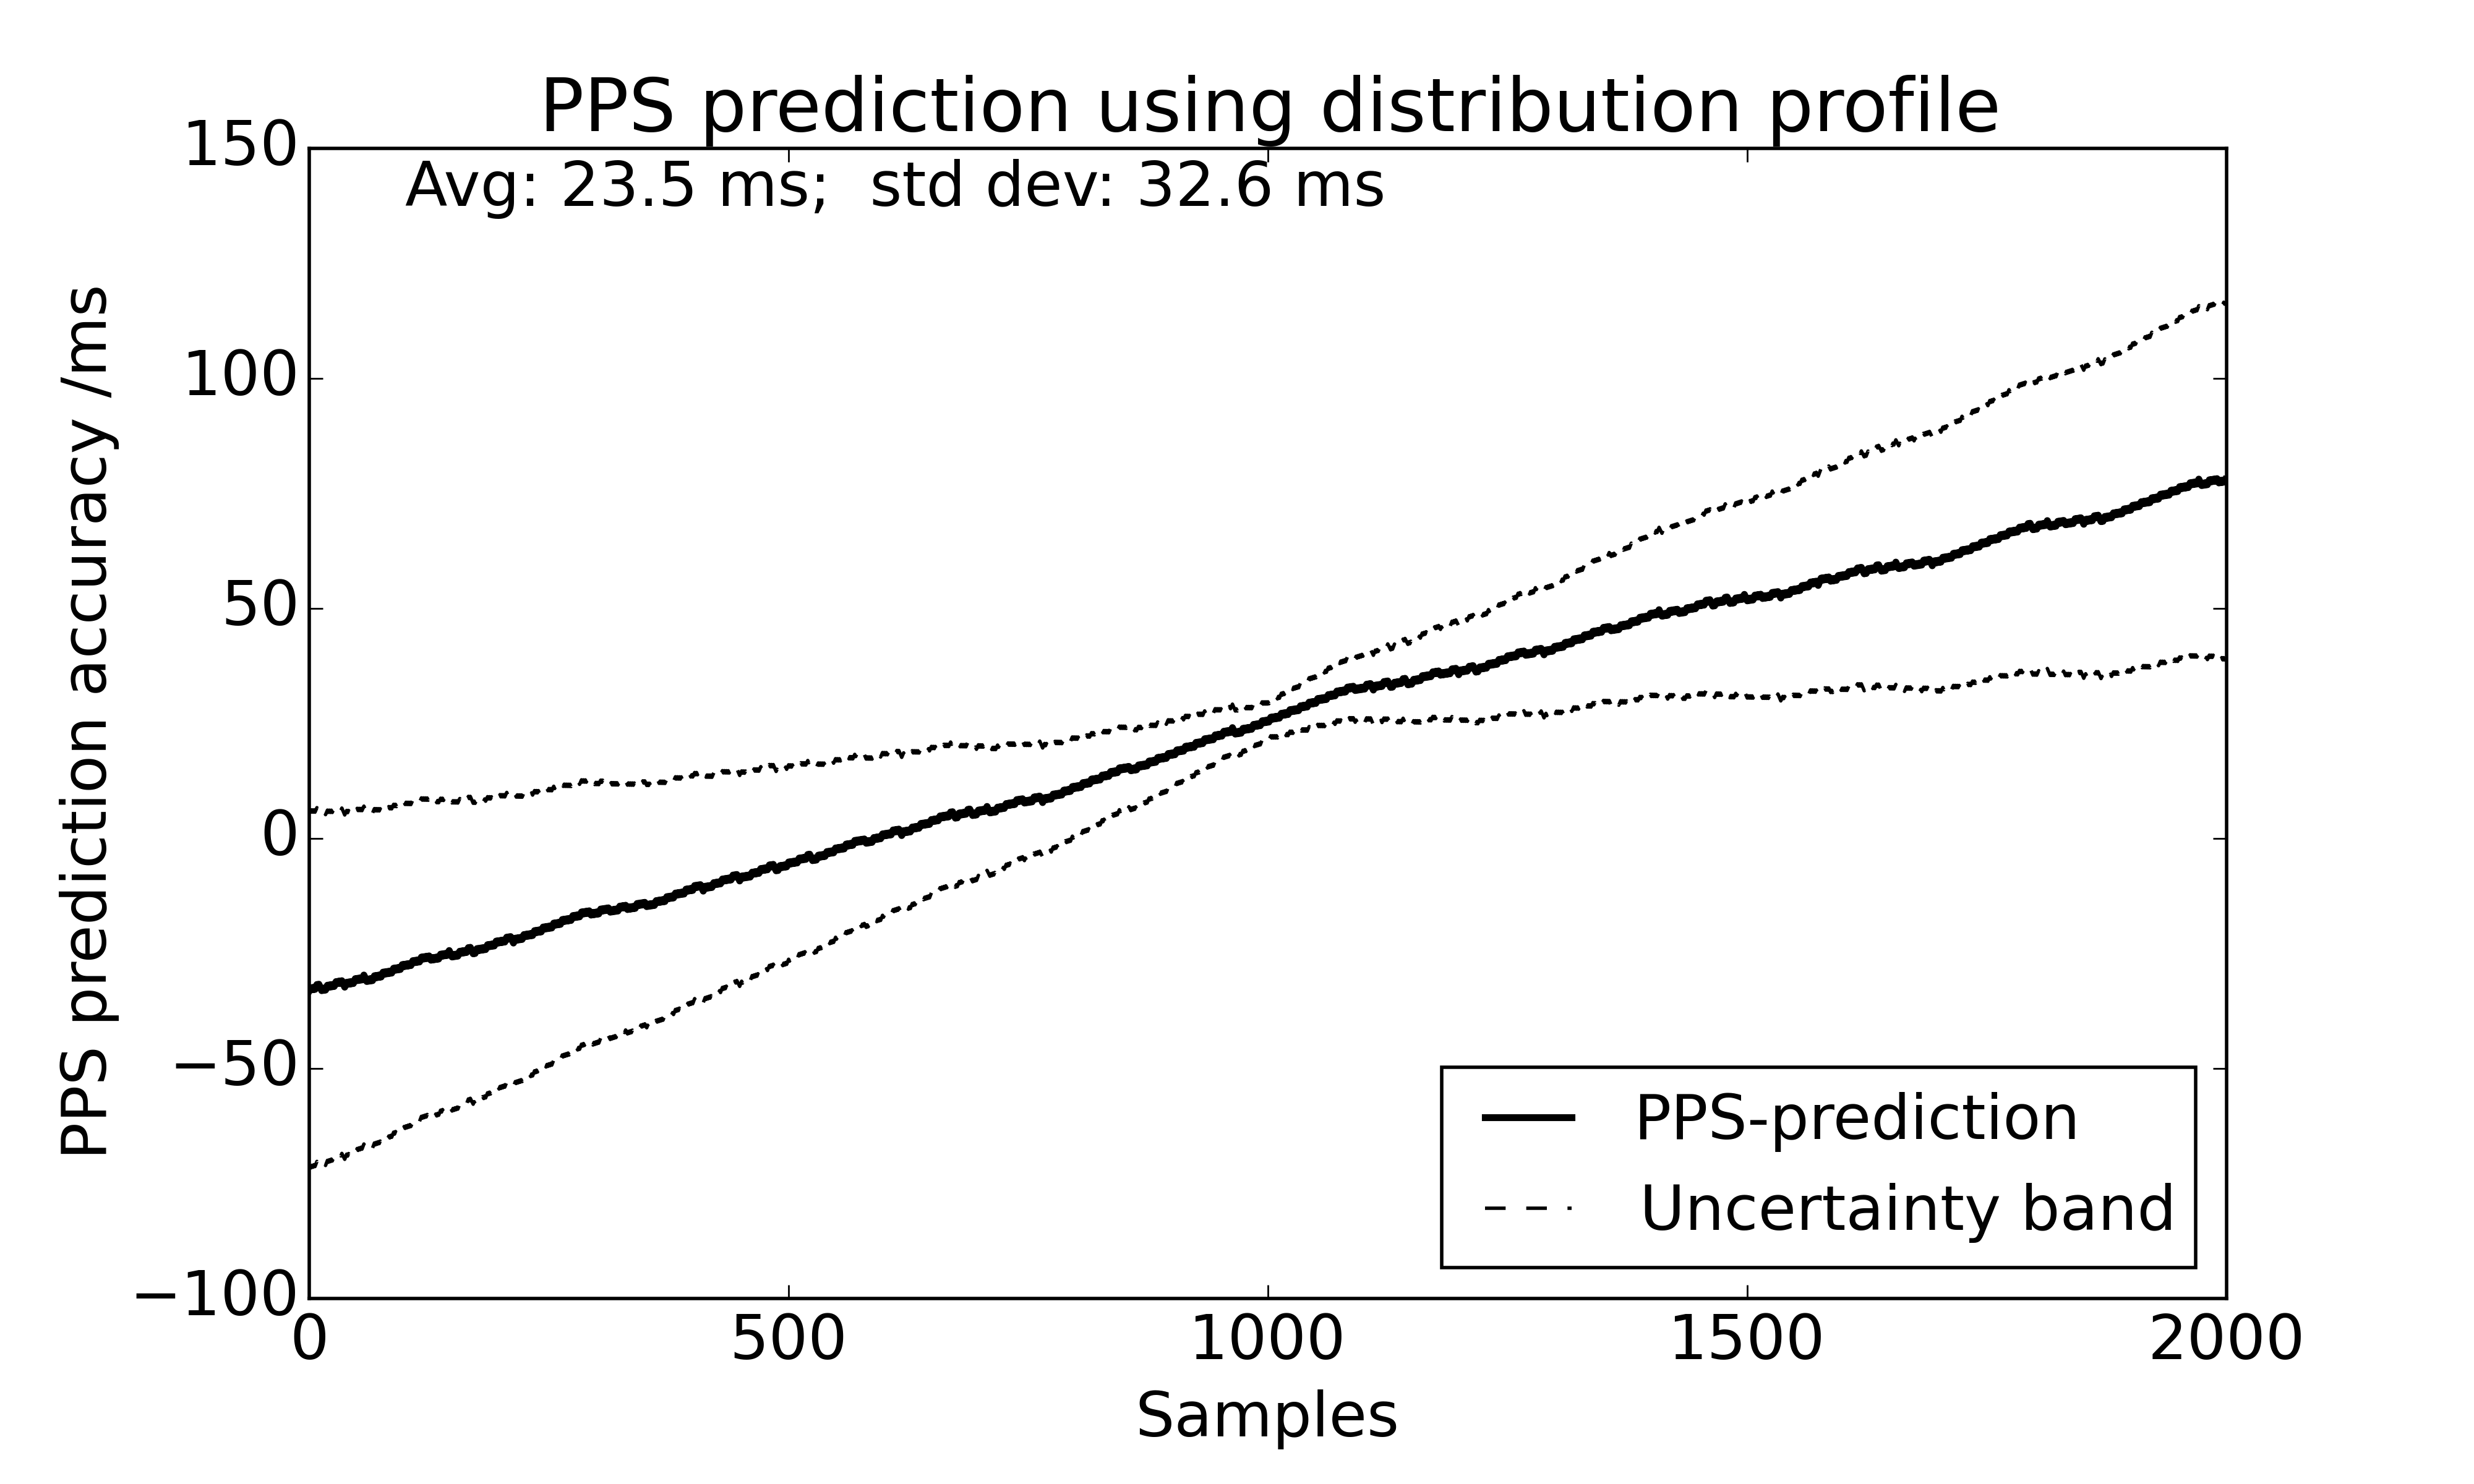 PPS prediction using distribution profile
Avg: 23.5 ms;  std dev: 32.6 ms
PPS prediction accuracy /ms
150
100
50
0
−50
−100
PPS-prediction
Uncertainty band
0 500 1000 1500 2000
Samples